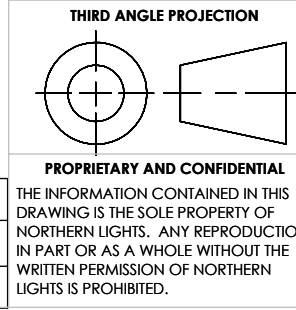 THIRD ANGLE PROJECTION
PROPRIETARY AND CONFIDENTIAL
THE INFORMATION CONTAINED IN THIS
DRAWING IS THE SOLE PROPERTY OF
NORTHERN LIGHTS. ANY REPRODUCTIO
IN PART OR AS A WHOLE WITHOUT THE
WRITTEN PERMISSION OF NORTHERN
LIGHTS IS PROHIBITED.